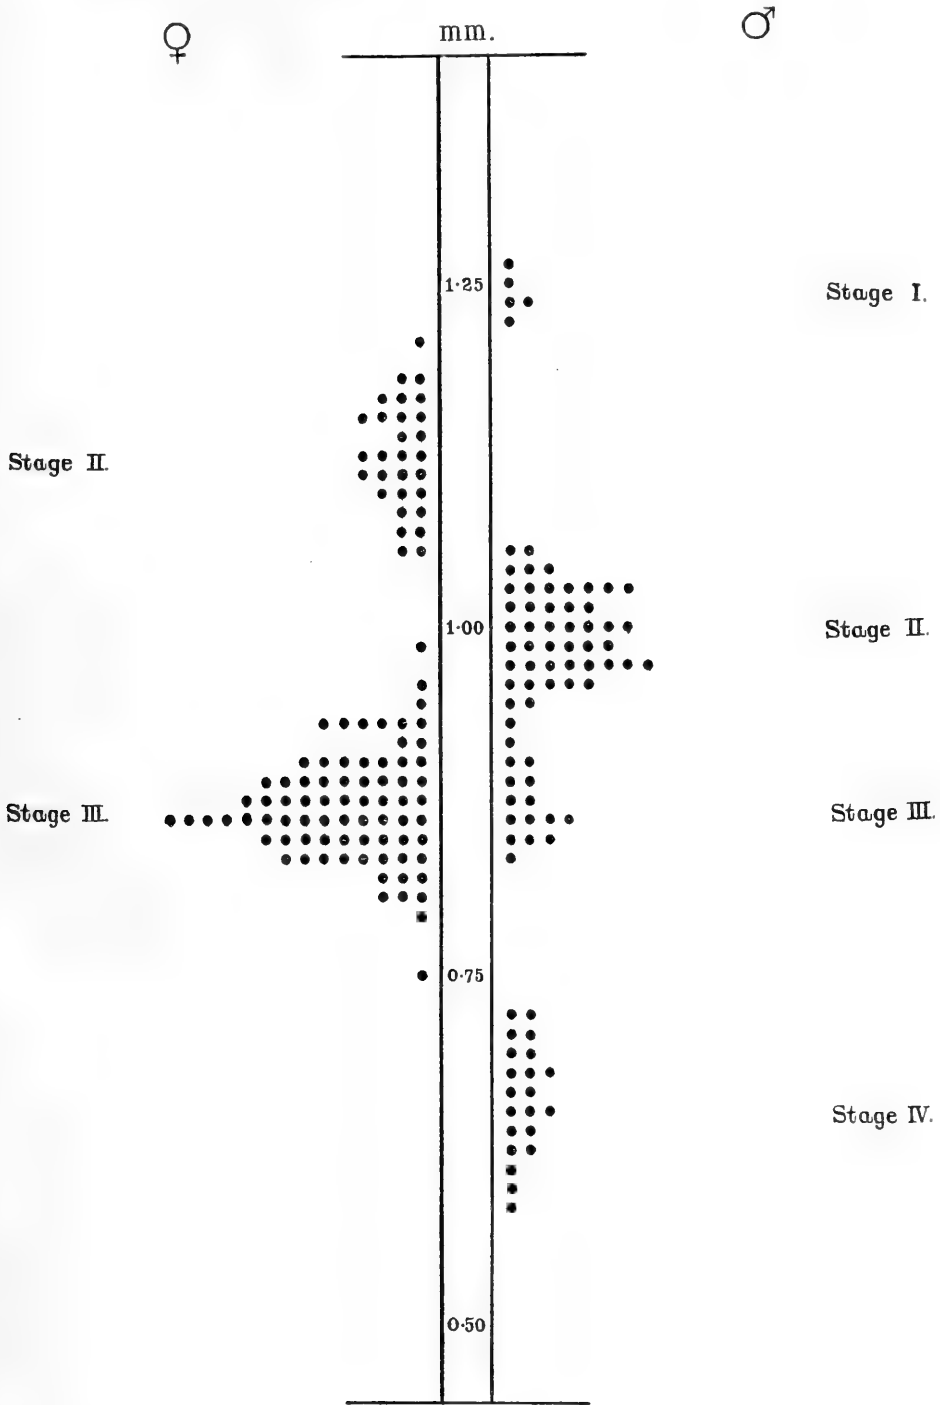 ♀ mm. ♂
1·25 Stage I.
Stage II.
1·00 Stage II.
Stage III. Stage III.
0·75
Stage IV.
0·50